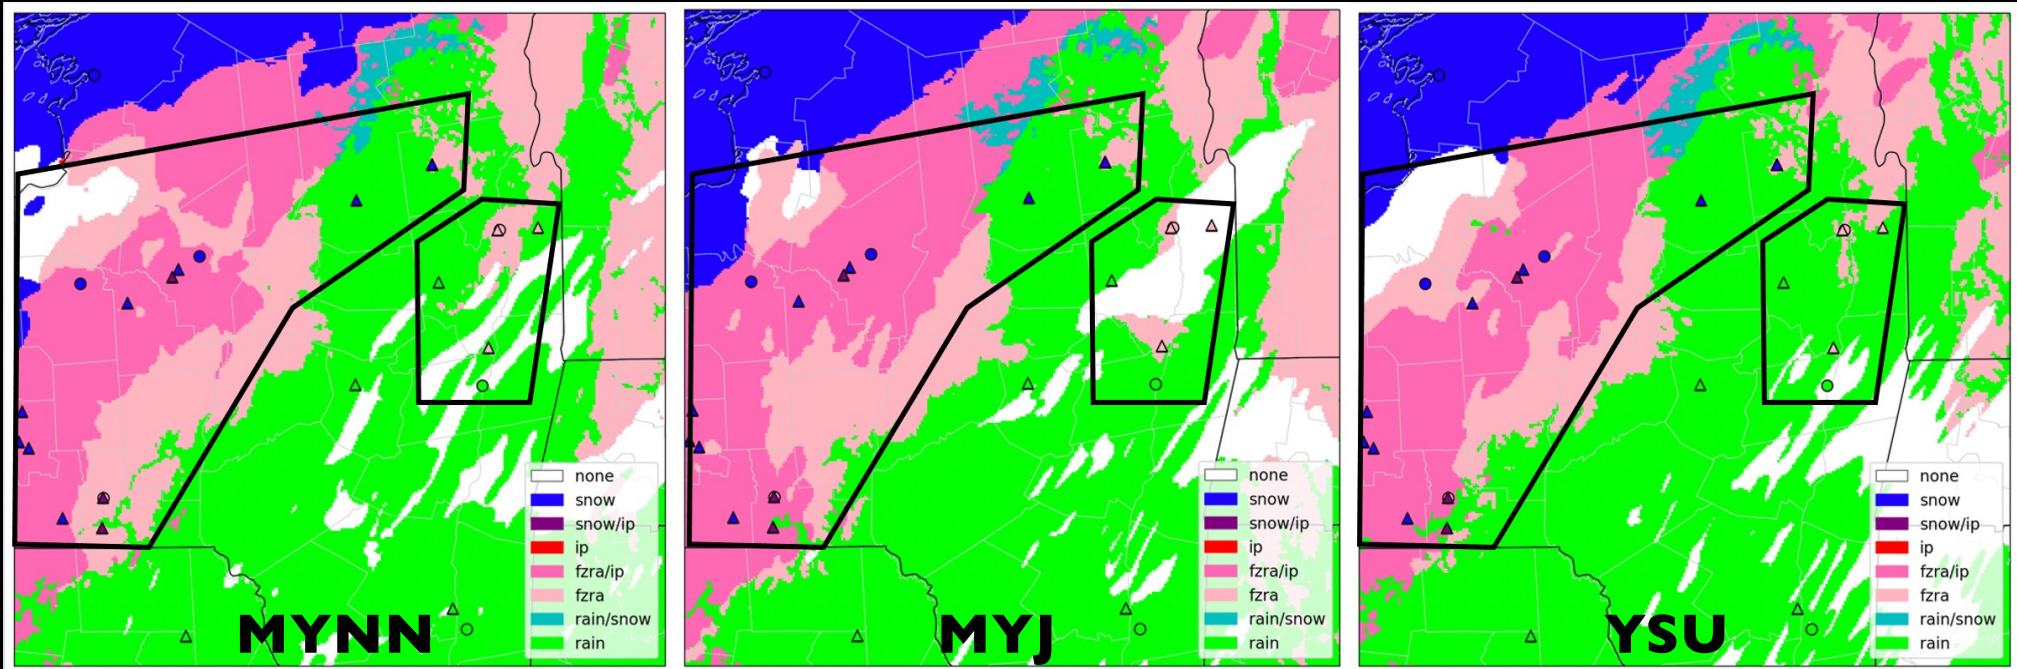 none
snow
snow/ip
ip
fzra/ip
fzra
rain/snow
rain
MYNN
none
snow
snow/ip
ip
fzra/ip
fzra
rain/snow
rain
MYJ
none
snow
snow/ip
ip
fzra/ip
fzra
rain/snow
rain
YSU